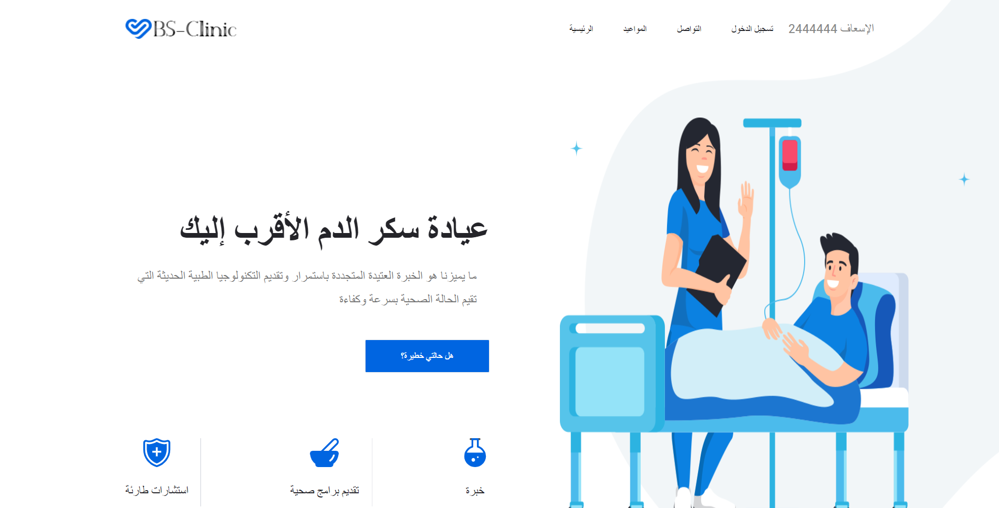 BS-Clinic
الإسعاف 2444444
تسجيل الدخول
التواصل
المواعيد
الرئيسية
عيادة سكر الدم الأقرب إليك
ما يميزنا هو الخبرة العتيدة المتجددة باستمرار وتقديم التكنولوجيا الطبية الحديثة التي
تقيم الحالة الصحية بسرعة وكفاءة
هل حالتي خطيرة؟
خبرة
تقديم برامج صحية
استشارات طارئة